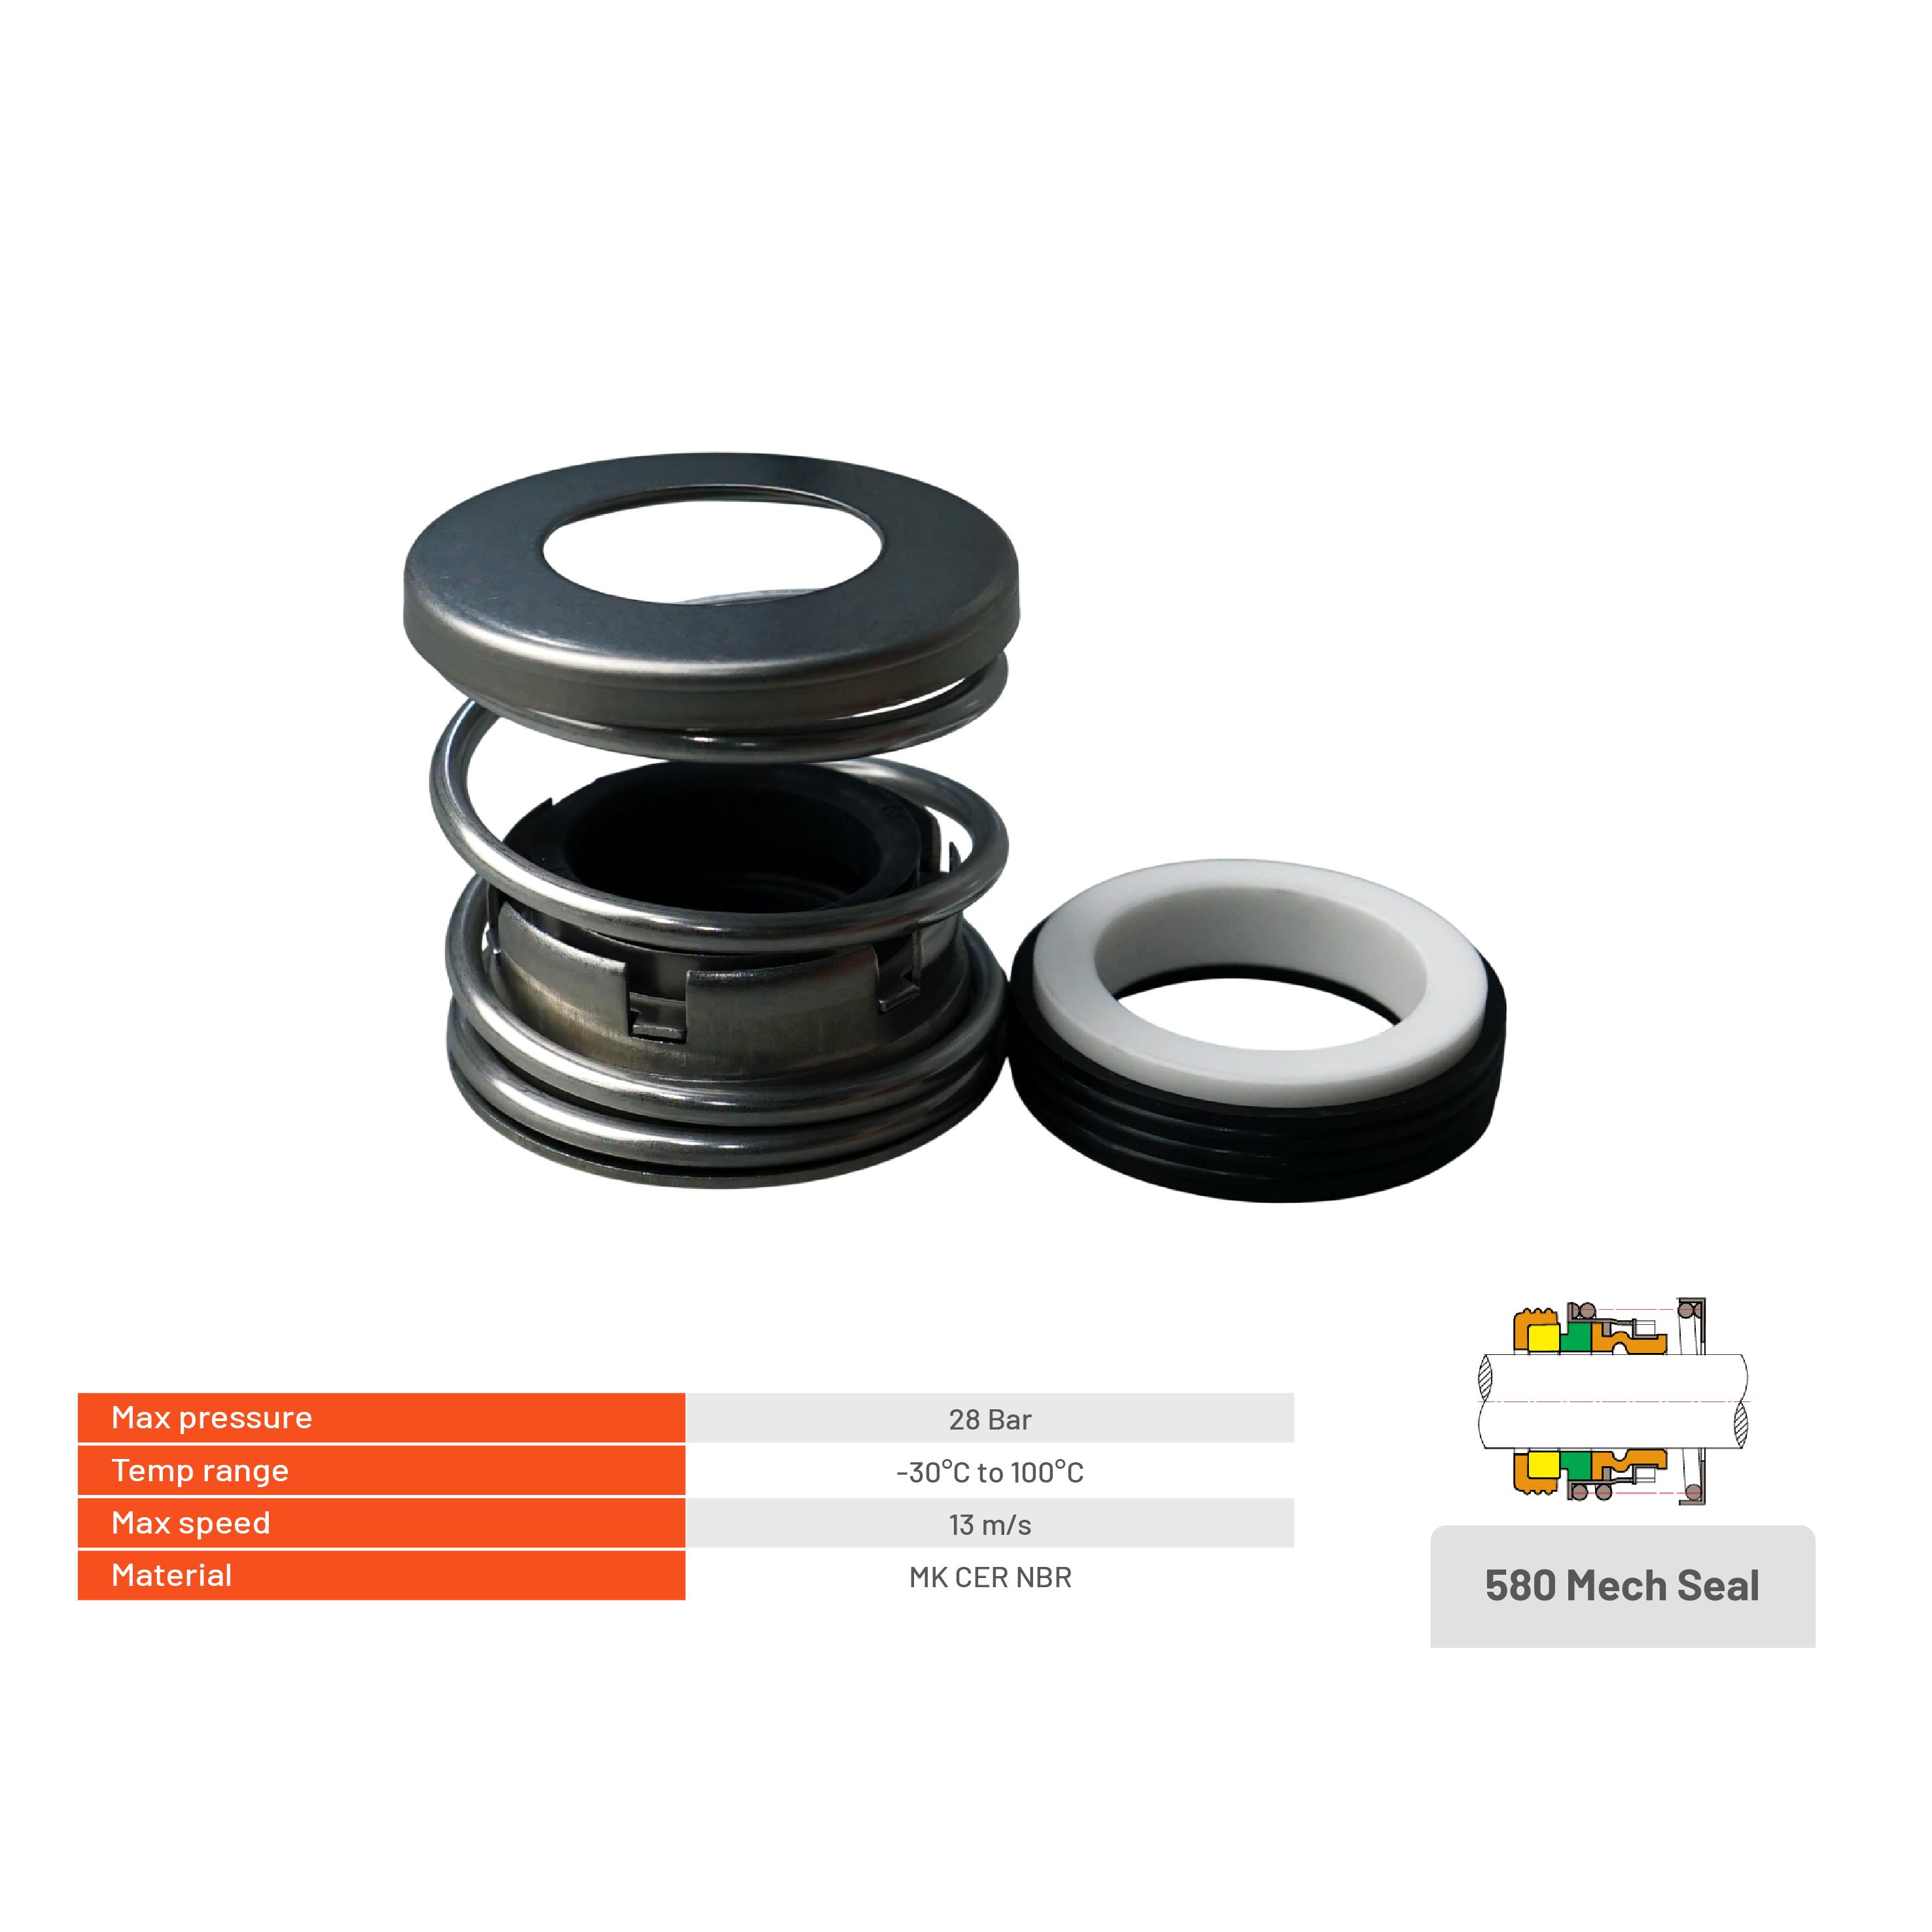 Max pressure 28 Bar
Temp range -30°C to 100°C
Max speed 13 m/s
Material MK CER NBR
580 Mech Seal